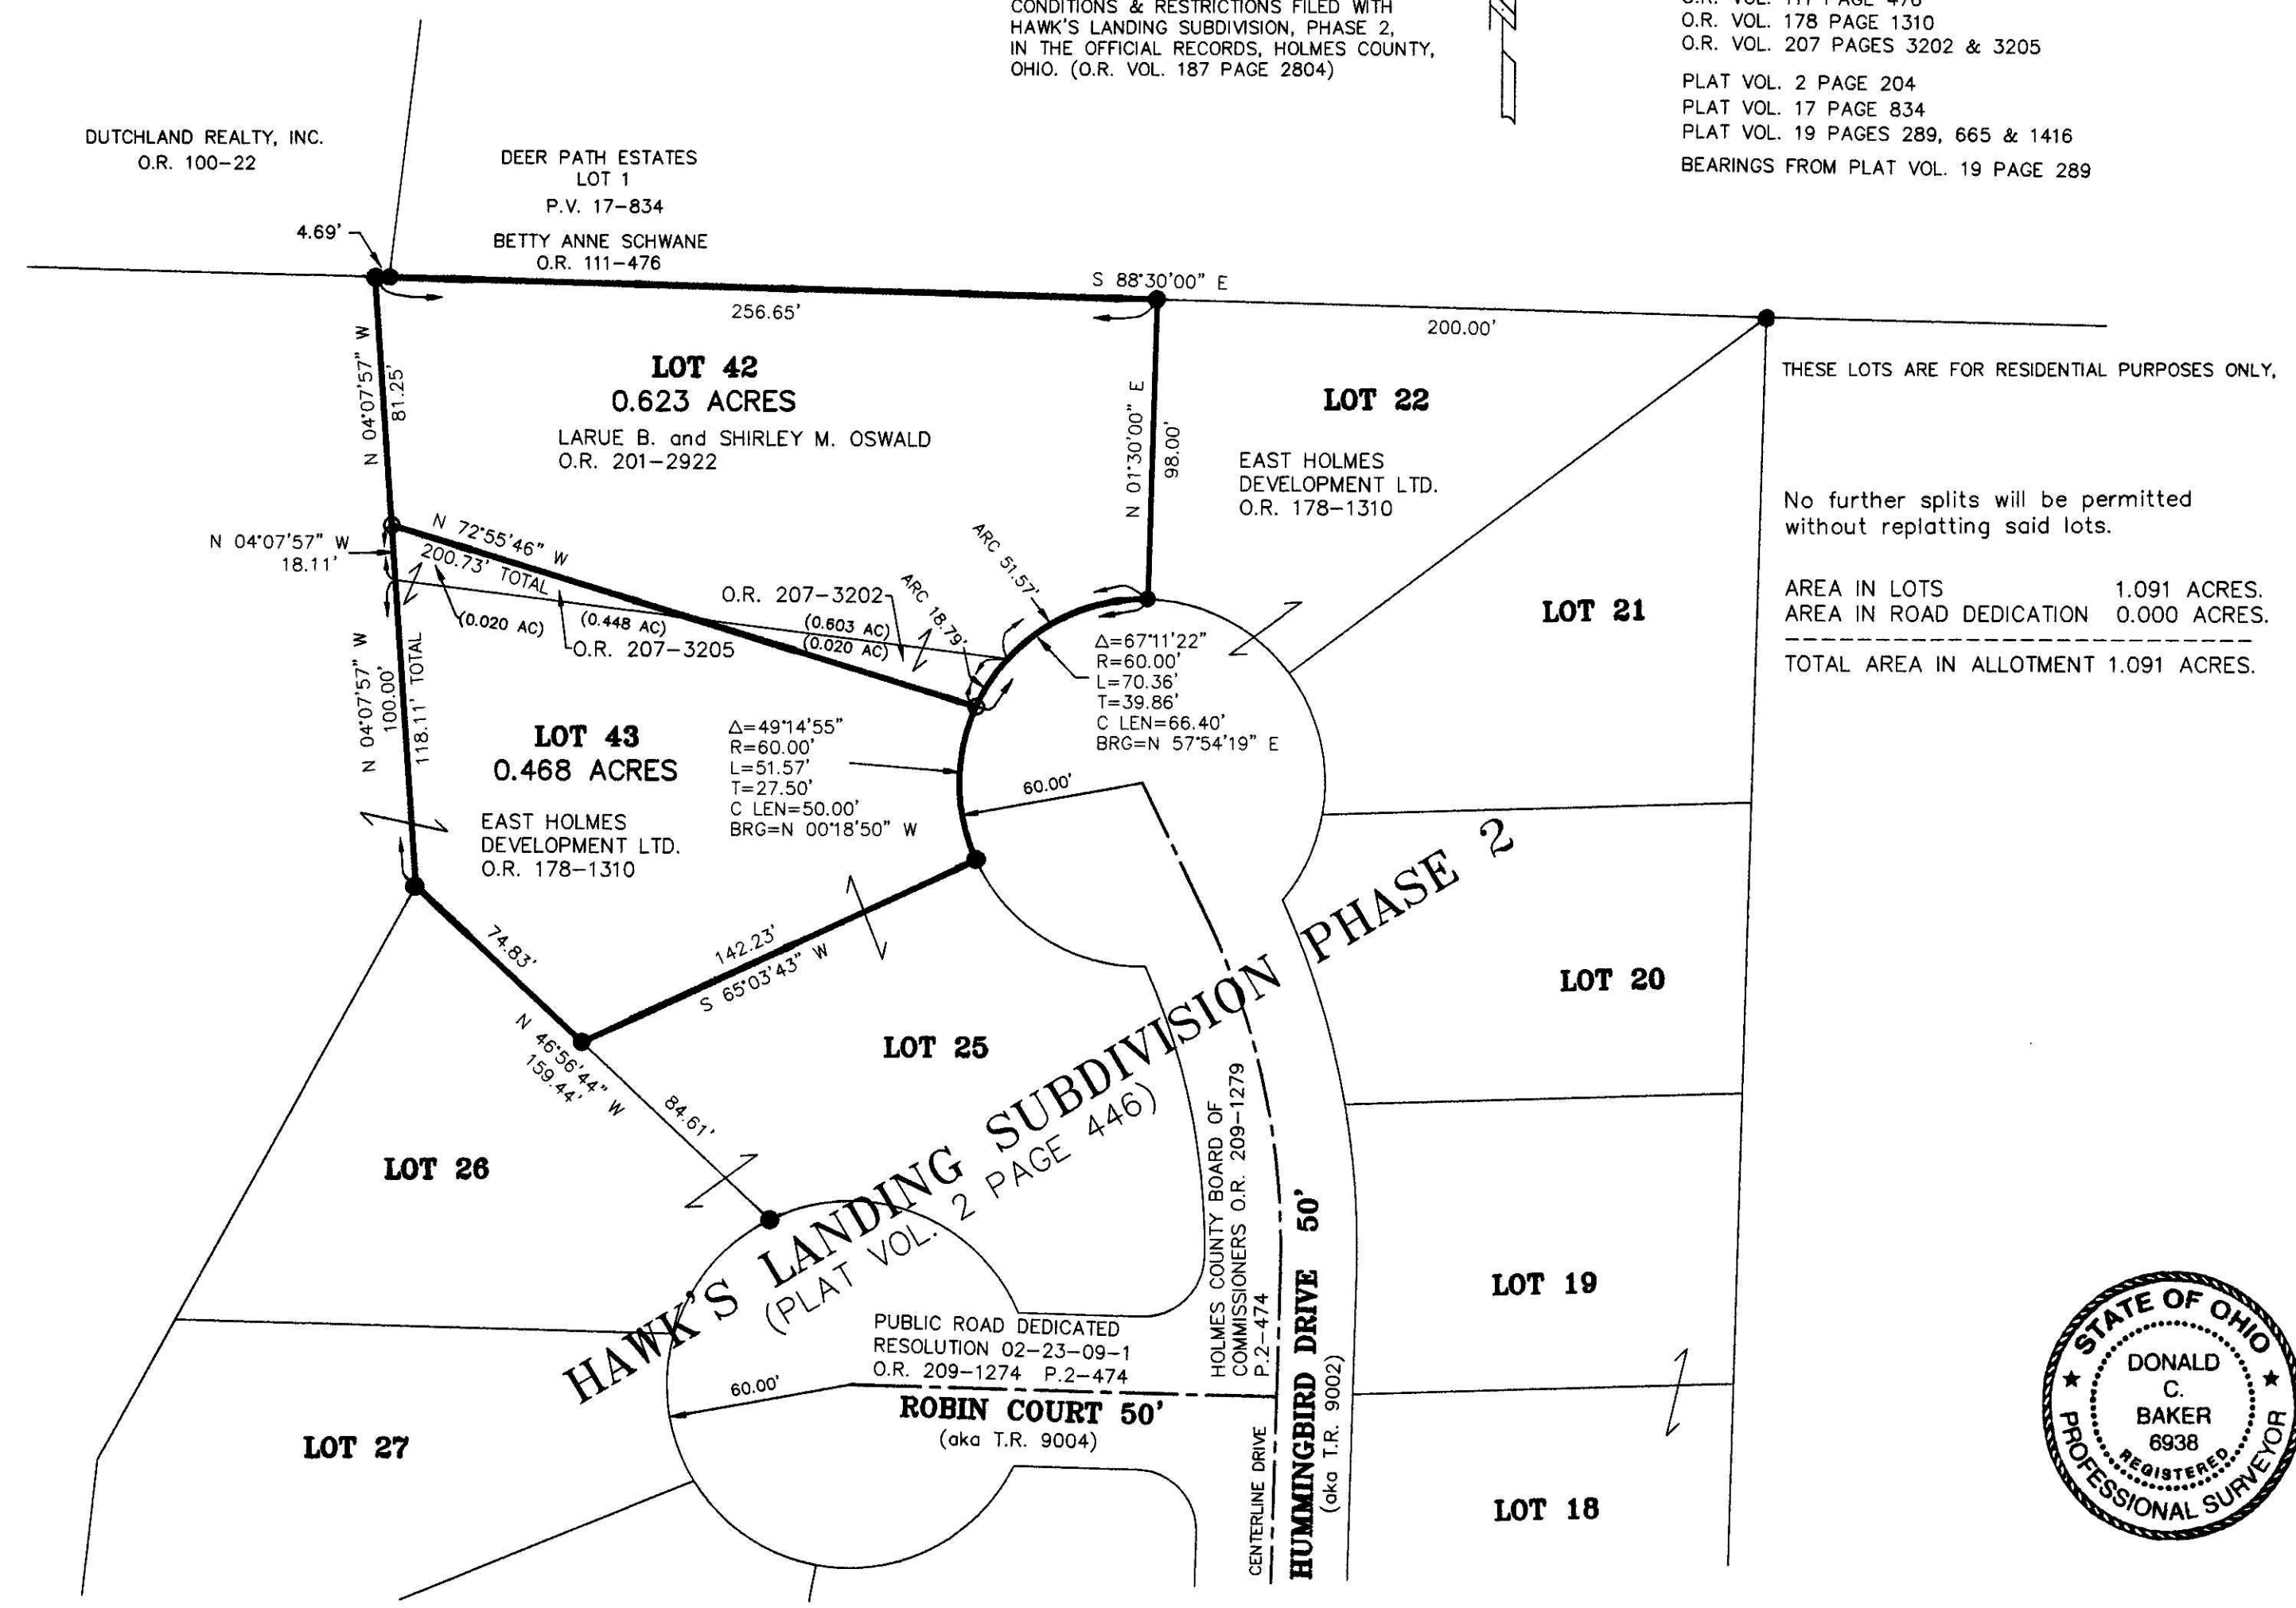 CONDITIONS & RESTRICTIONS FILED WITH
HAWK'S LANDING SUBDIVISION, PHASE 2,
IN THE OFFICIAL RECORDS, HOLMES COUNTY,
OHIO. (O.R. VOL. 187 PAGE 2804)
O.R. VOL. 111 PAGE 476
O.R. VOL. 178 PAGE 1310
O.R. VOL. 207 PAGES 3202 & 3205
PLAT VOL. 2 PAGE 204
PLAT VOL. 17 PAGE 834
PLAT VOL. 19 PAGES 289, 665 & 1416
BEARINGS FROM PLAT VOL. 19 PAGE 289
DUTCHLAND REALTY, INC.
O.R. 100-22
DEER PATH ESTATES
LOT 1
P.V. 17-834
BETTY ANNE SCHWANE
O.R. 111-476
4.69'
S 88°30'00" E
256.65'
200.00'
N 04°07'57" W
81.25'
LOT 42
0.623 ACRES
LARUE B. and SHIRLEY M. OSWALD
O.R. 201-2922
N 01°30'00" E
98.00'
LOT 22
EAST HOLMES
DEVELOPMENT LTD.
O.R. 178-1310
THESE LOTS ARE FOR RESIDENTIAL PURPOSES ONLY,
No further splits will be permitted
without replatting said lots.
AREA IN LOTS 1.091 ACRES.
AREA IN ROAD DEDICATION 0.000 ACRES.
TOTAL AREA IN ALLOTMENT 1.091 ACRES.
N 04°07'57" W
18.11'
N 72°55'46" W
200.73' TOTAL
(0.020 AC)
(0.448 AC)
O.R. 207-3205
O.R. 207-3202
(0.603 AC)
(0.020 AC)
ARC 18.79'
ARC 51.57'
Δ=67°11'22"
R=60.00'
L=70.36'
T=39.86'
C LEN=66.40'
BRG=N 57°54'19" E
LOT 21
N 04°07'57" W
100.00'
118.11' TOTAL
LOT 43
0.468 ACRES
EAST HOLMES
DEVELOPMENT LTD.
O.R. 178-1310
Δ=49°14'55"
R=60.00'
L=51.57'
T=27.50'
C LEN=50.00'
BRG=N 00°18'50" W
60.00'
74.83'
142.23'
S 65°03'43" W
N 46°56'44" W
159.44'
84.61'
LOT 25
LOT 20
HAWK'S LANDING SUBDIVISION PHASE 2
(PLAT VOL. 2 PAGE 446)
LOT 26
LOT 19
HOLMES COUNTY BOARD OF
COMMISSIONERS O.R. 209-1279
P.2-474
PUBLIC ROAD DEDICATED
RESOLUTION 02-23-09-1
O.R. 209-1274 P.2-474
60.00'
ROBIN COURT 50'
(aka T.R. 9004)
CENTERLINE DRIVE
HUMMINGBIRD DRIVE 50'
(aka T.R. 9002)
LOT 27
LOT 18
STATE OF OHIO
DONALD
C.
BAKER
6938
REGISTERED
PROFESSIONAL SURVEYOR